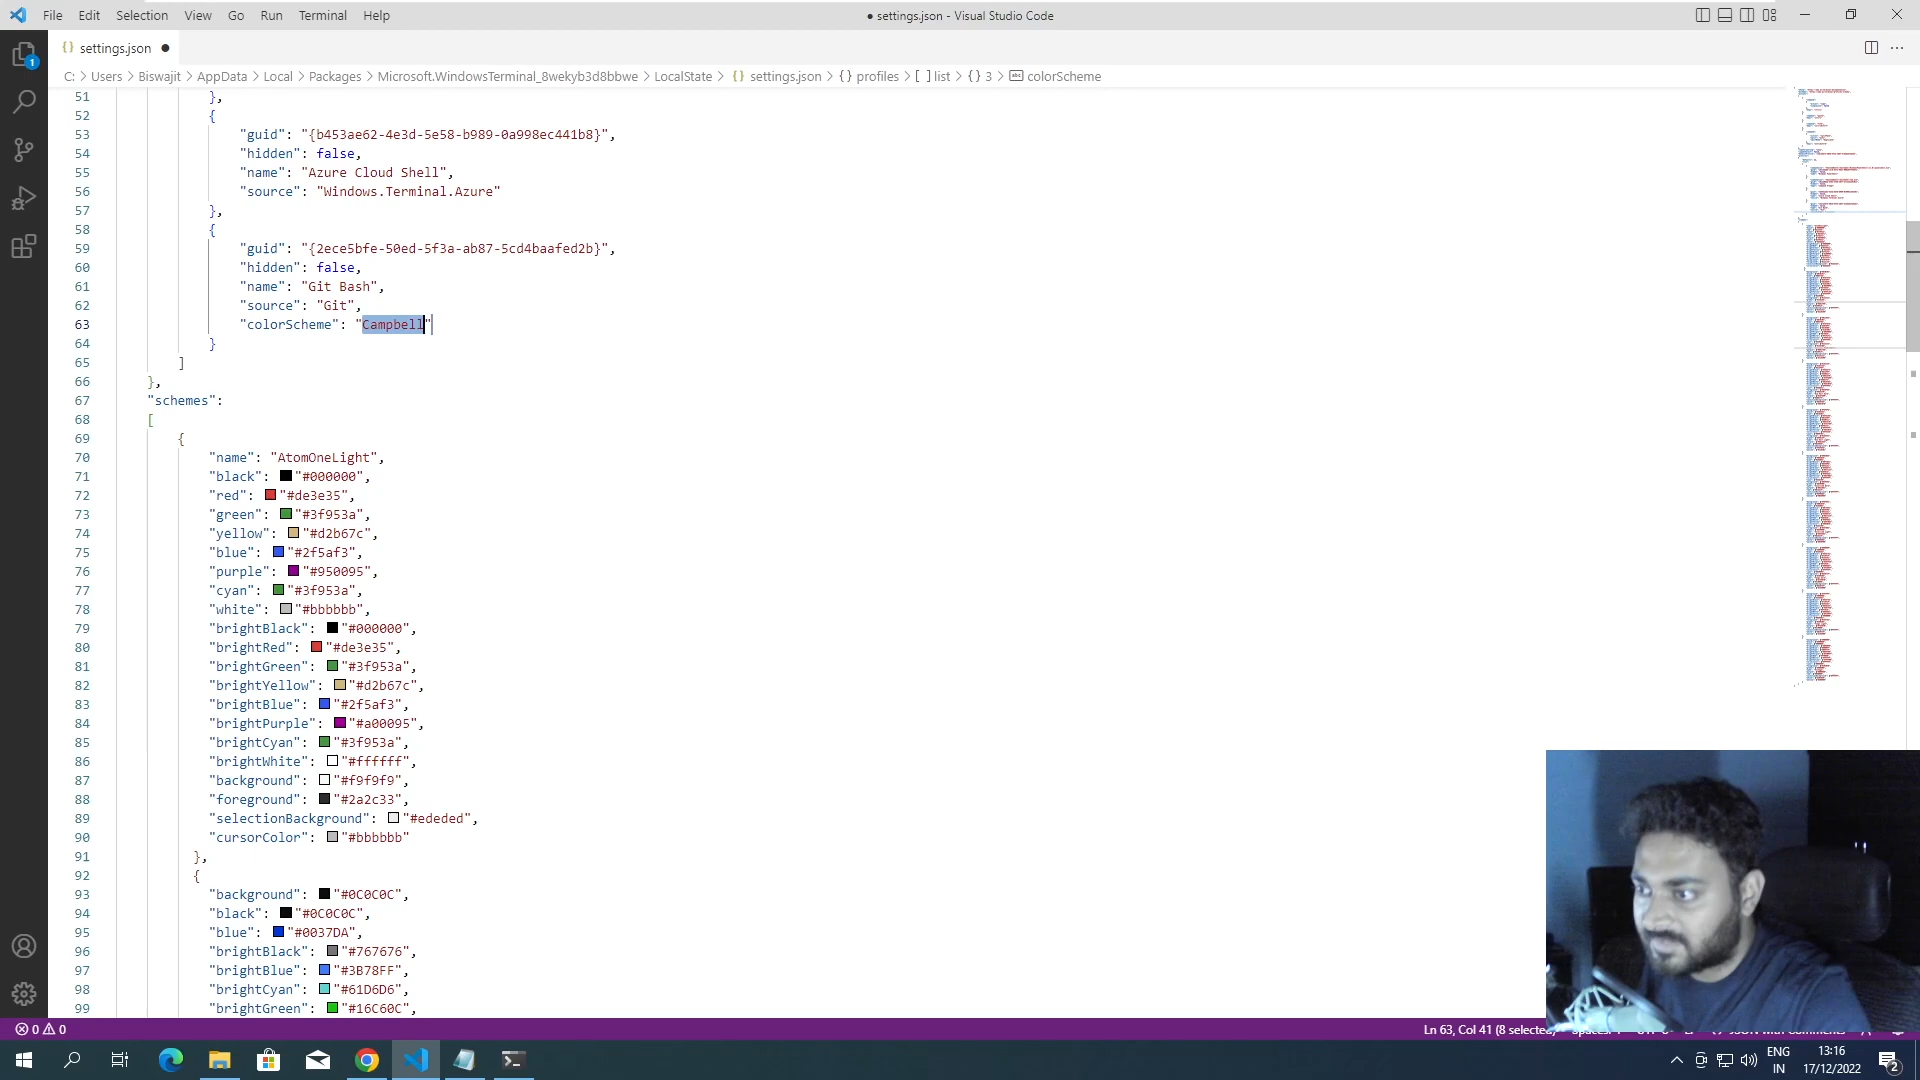 File Edit Selection View Go Run Terminal Help
● settings.json - Visual Studio Code
{} settings.json ●
C: > Users > Biswajit > AppData > Local > Packages > Microsoft.WindowsTerminal_8wekyb3d8bbwe > LocalState > {} settings.json > {} profiles > [ ] list > {} 3 > abc colorScheme
51 },
52 {
53 "guid": "{b453ae62-4e3d-5e58-b989-0a998ec441b8}",
54 "hidden": false,
55 "name": "Azure Cloud Shell",
56 "source": "Windows.Terminal.Azure"
57 },
58 {
59 "guid": "{2ece5bfe-50ed-5f3a-ab87-5cd4baafed2b}",
60 "hidden": false,
61 "name": "Git Bash",
62 "source": "Git",
63 "colorScheme": "Campbell"
64 }
65 ]
66 },
67 "schemes":
68 [
69 {
70 "name": "AtomOneLight",
71 "black": "#000000",
72 "red": "#de3e35",
73 "green": "#3f953a",
74 "yellow": "#d2b67c",
75 "blue": "#2f5af3",
76 "purple": "#950095",
77 "cyan": "#3f953a",
78 "white": "#bbbbbb",
79 "brightBlack": "#000000",
80 "brightRed": "#de3e35",
81 "brightGreen": "#3f953a",
82 "brightYellow": "#d2b67c",
83 "brightBlue": "#2f5af3",
84 "brightPurple": "#a00095",
85 "brightCyan": "#3f953a",
86 "brightWhite": "#ffffff",
87 "background": "#f9f9f9",
88 "foreground": "#2a2c33",
89 "selectionBackground": "#ededed",
90 "cursorColor": "#bbbbbb"
91 },
92 {
93 "background": "#0C0C0C",
94 "black": "#0C0C0C",
95 "blue": "#0037DA",
96 "brightBlack": "#767676",
97 "brightBlue": "#3B78FF",
98 "brightCyan": "#61D6D6",
99 "brightGreen": "#16C60C",
1
0 0
Ln 63, Col 41 (8 selected)
ENG
IN
13:16
17/12/2022
2